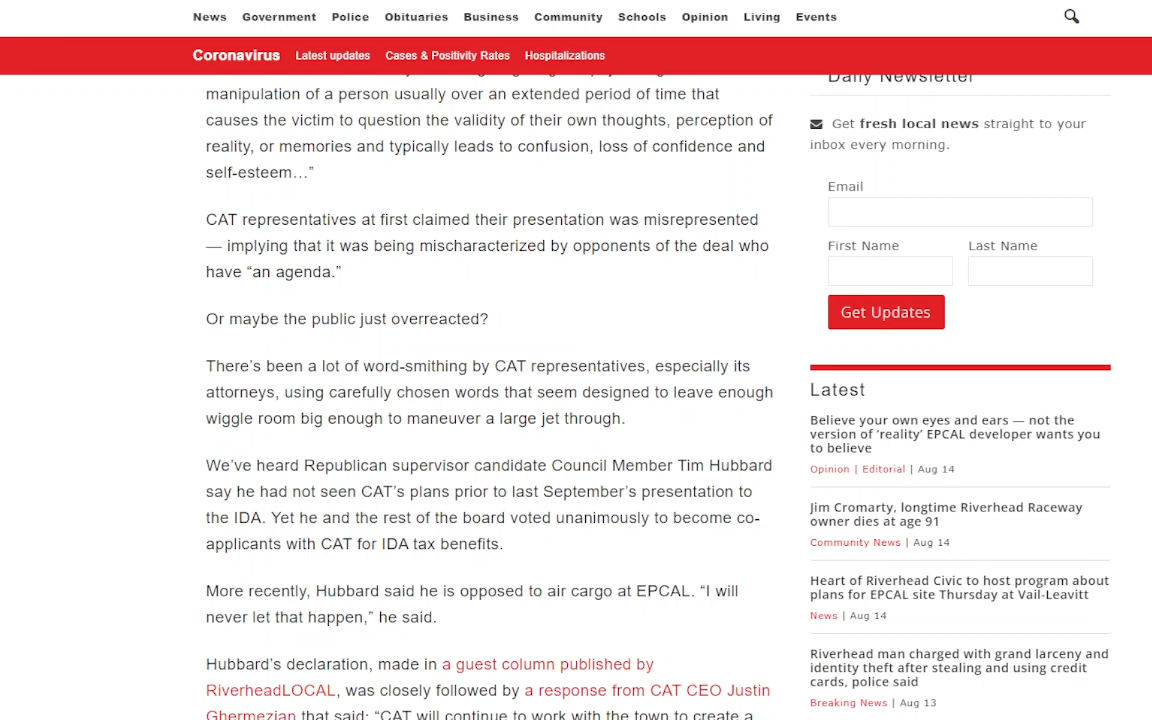 News Government Police Obituaries Business Community Schools Opinion Living Events
Coronavirus Latest updates Cases & Positivity Rates Hospitalizations
manipulation of a person usually over an extended period of time that
causes the victim to question the validity of their own thoughts, perception of
reality, or memories and typically leads to confusion, loss of confidence and
self-esteem…”
CAT representatives at first claimed their presentation was misrepresented
— implying that it was being mischaracterized by opponents of the deal who
have “an agenda.”
Or maybe the public just overreacted?
There’s been a lot of word-smithing by CAT representatives, especially its
attorneys, using carefully chosen words that seem designed to leave enough
wiggle room big enough to maneuver a large jet through.
We’ve heard Republican supervisor candidate Council Member Tim Hubbard
say he had not seen CAT’s plans prior to last September’s presentation to
the IDA. Yet he and the rest of the board voted unanimously to become co-
applicants with CAT for IDA tax benefits.
More recently, Hubbard said he is opposed to air cargo at EPCAL. “I will
never let that happen,” he said.
Hubbard’s declaration, made in a guest column published by
RiverheadLOCAL, was closely followed by a response from CAT CEO Justin
Ghermezian that said: “CAT will continue to work with the town to create a
Daily Newsletter
Get fresh local news straight to your
inbox every morning.
Email
First Name Last Name
Get Updates
Latest
Believe your own eyes and ears — not the
version of ‘reality’ EPCAL developer wants you
to believe
Opinion | Editorial | Aug 14
Jim Cromarty, longtime Riverhead Raceway
owner dies at age 91
Community News | Aug 14
Heart of Riverhead Civic to host program about
plans for EPCAL site Thursday at Vail-Leavitt
News | Aug 14
Riverhead man charged with grand larceny and
identity theft after stealing and using credit
cards, police said
Breaking News | Aug 13